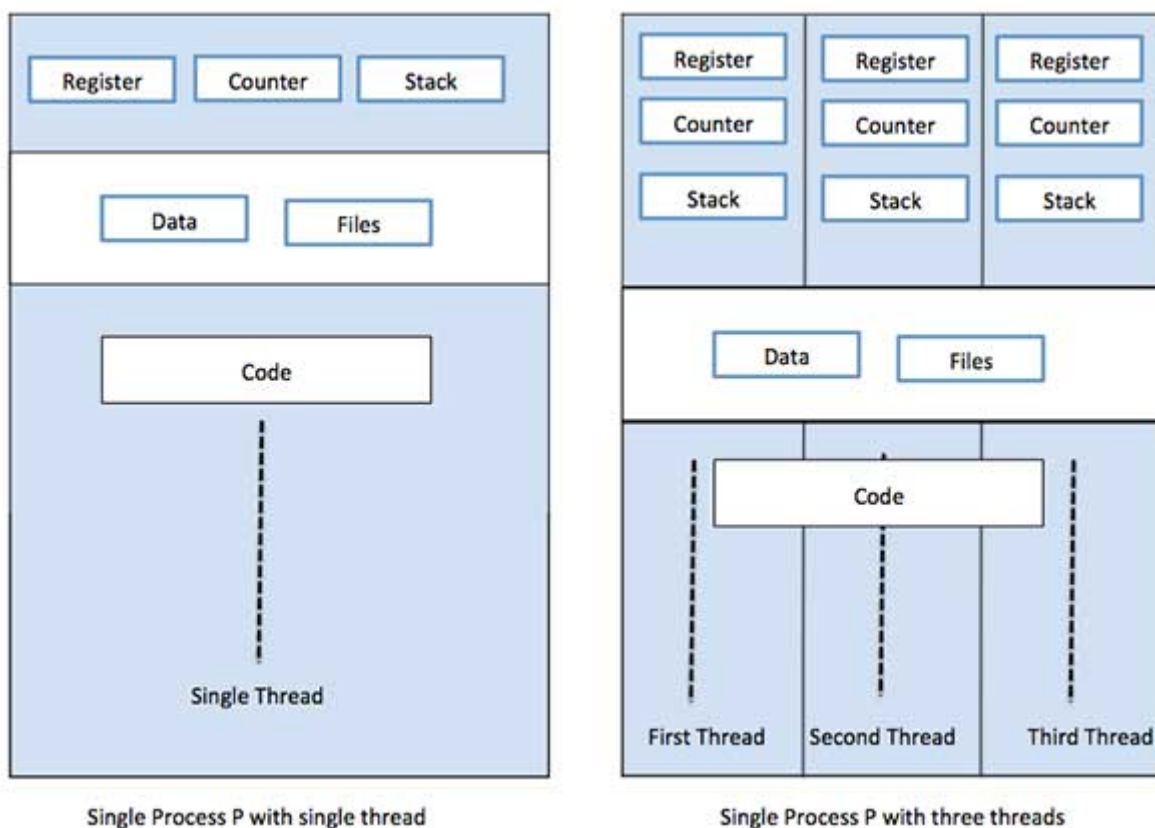 Register Counter Stack
Data Files
Code
Single Thread
Single Process P with single thread
Register Register Register
Counter Counter Counter
Stack Stack Stack
Data Files
Code
First Thread Second Thread Third Thread
Single Process P with three threads